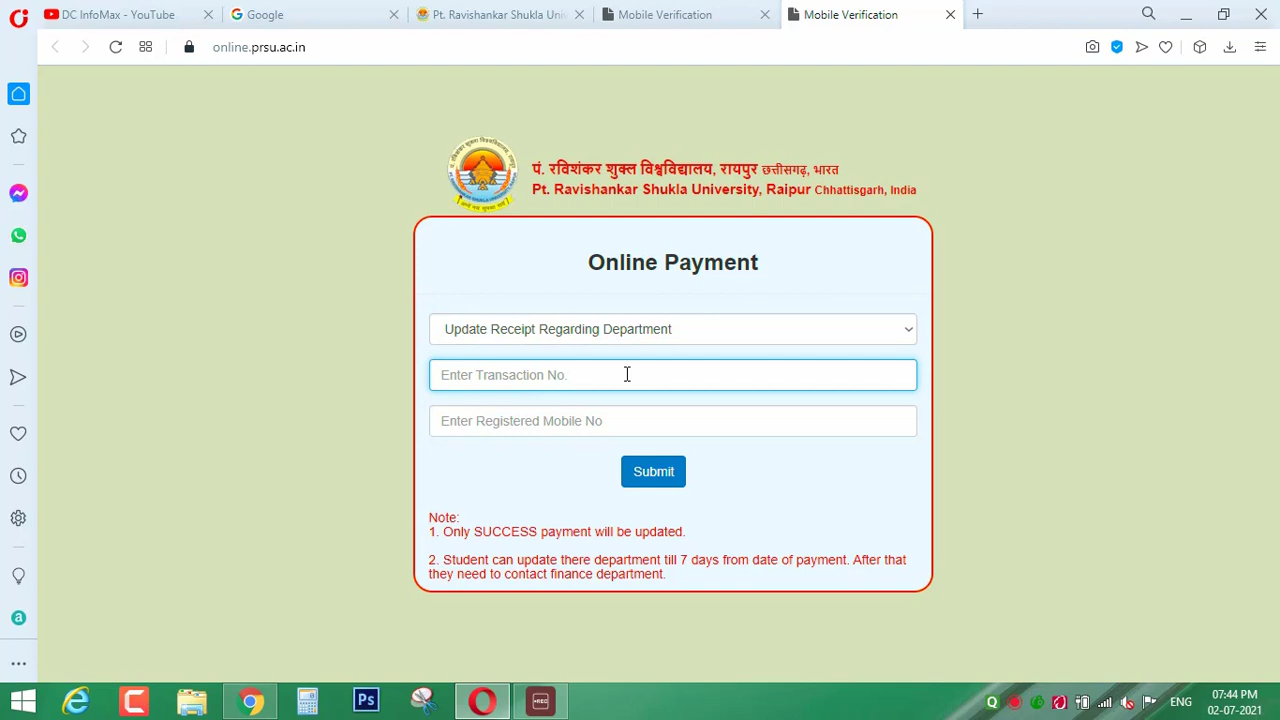 DC InfoMax - YouTube
Google
Pt. Ravishankar Shukla Uni
Mobile Verification
Mobile Verification
online.prsu.ac.in
पं. रविशंकर शुक्ल विश्वविद्यालय, रायपुर छत्तीसगढ़, भारत
Pt. Ravishankar Shukla University, Raipur Chhattisgarh, India
Online Payment
Update Receipt Regarding Department
Enter Transaction No.
Enter Registered Mobile No
Submit
Note:
1. Only SUCCESS payment will be updated.
2. Student can update there department till 7 days from date of payment. After that
they need to contact finance department.
Ps
REC
ENG
07:44 PM
02-07-2021